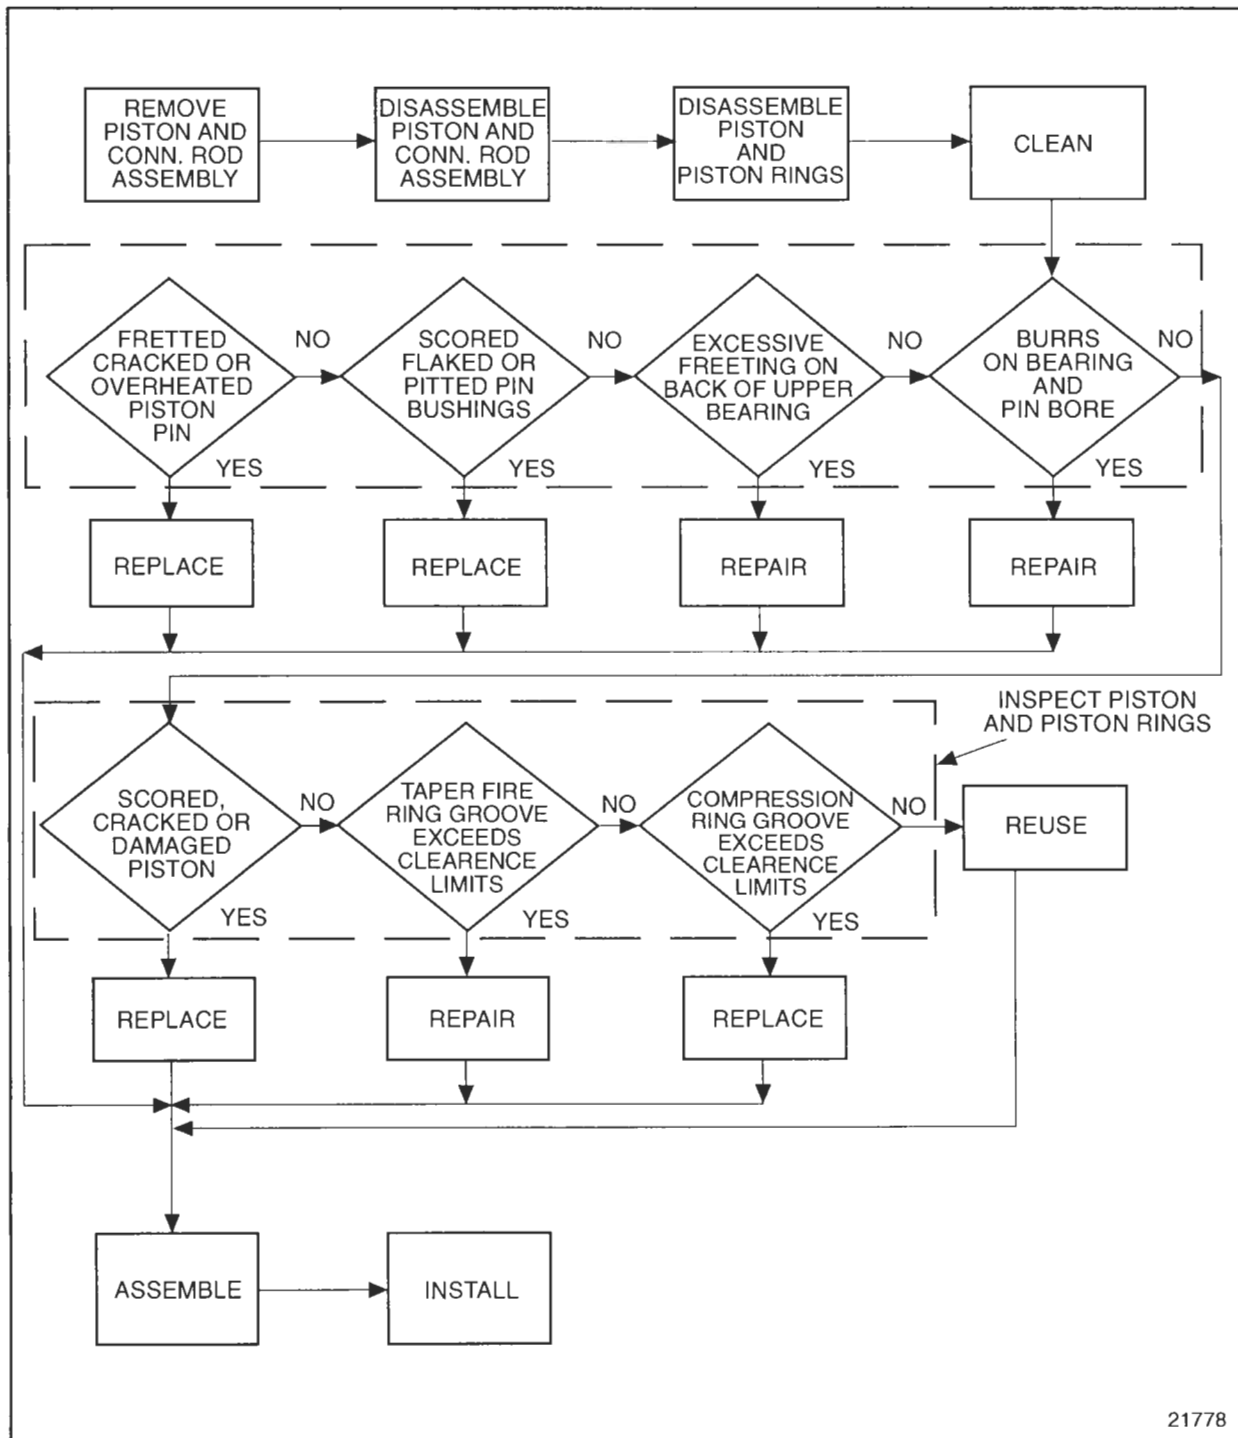 REMOVE
PISTON AND
CONN. ROD
ASSEMBLY
DISASSEMBLE
PISTON AND
CONN. ROD
ASSEMBLY
DISASSEMBLE
PISTON
AND
PISTON RINGS
CLEAN
FRETTED
CRACKED OR
OVERHEATED
PISTON
PIN
NO
YES
SCORED
FLAKED OR
PITTED PIN
BUSHINGS
NO
YES
EXCESSIVE
FREETING ON
BACK OF UPPER
BEARING
NO
YES
BURRS
ON BEARING
AND
PIN BORE
NO
YES
REPLACE
REPLACE
REPAIR
REPAIR
INSPECT PISTON
AND PISTON RINGS
SCORED,
CRACKED OR
DAMAGED
PISTON
NO
YES
TAPER FIRE
RING GROOVE
EXCEEDS
CLEARENCE
LIMITS
NO
YES
COMPRESSION
RING GROOVE
EXCEEDS
CLEARENCE
LIMITS
NO
YES
REUSE
REPLACE
REPAIR
REPLACE
ASSEMBLE
INSTALL
21778